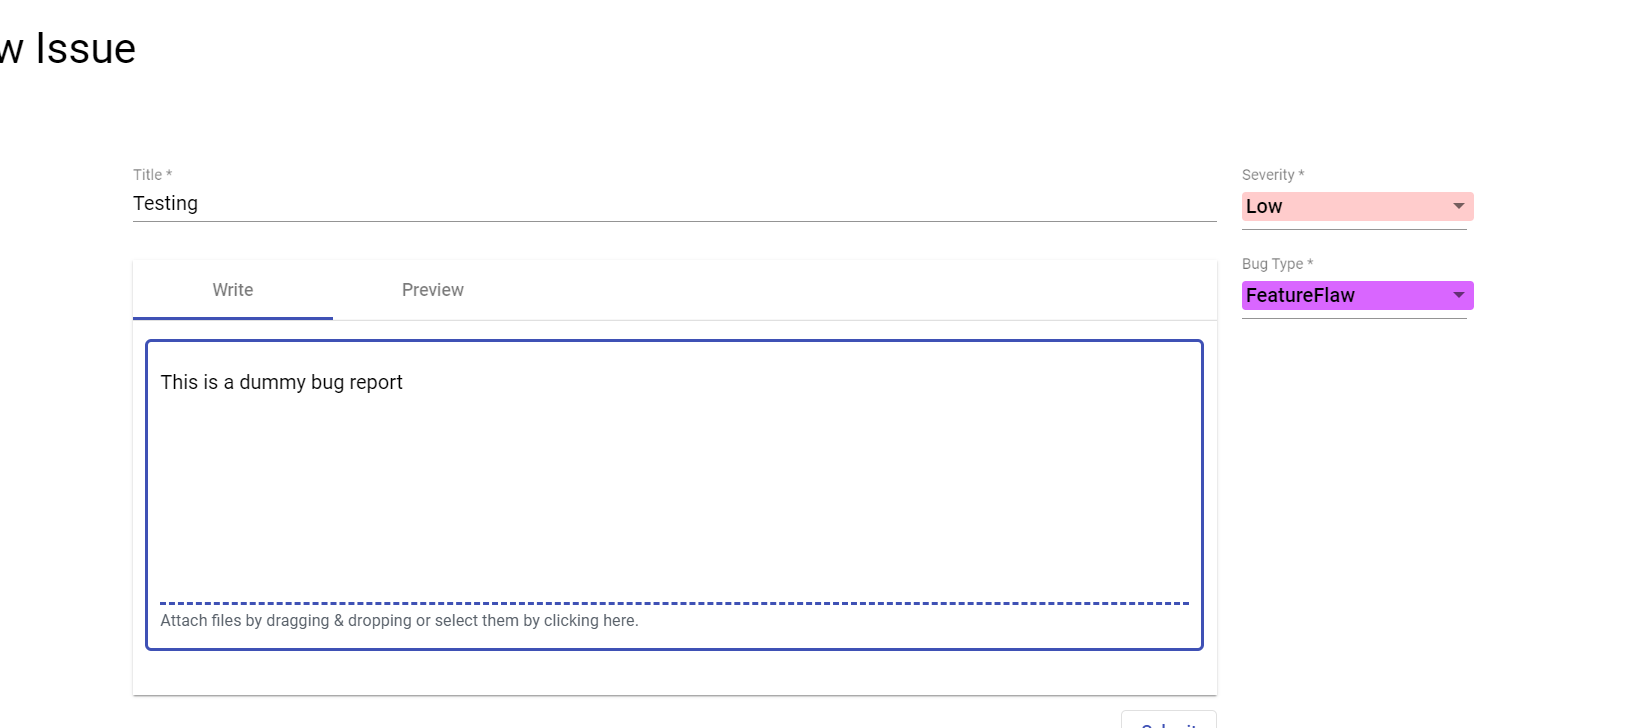 w Issue
Title *
Testing
Severity *
Low
Bug Type *
FeatureFlaw
Write Preview
This is a dummy bug report
Attach files by dragging & dropping or select them by clicking here.
Submit